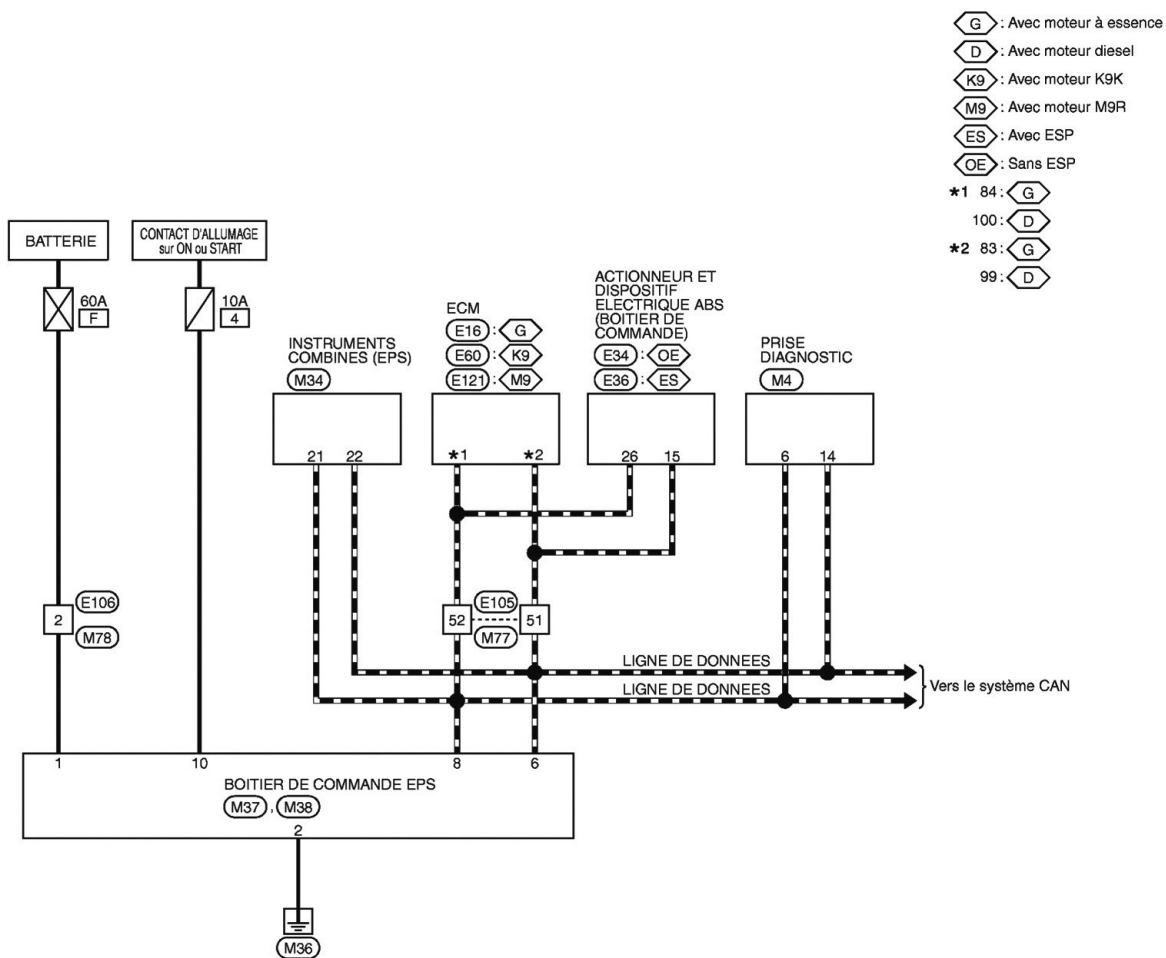 G : Avec moteur à essence
D : Avec moteur diesel
K9 : Avec moteur K9K
M9 : Avec moteur M9R
ES : Avec ESP
OE : Sans ESP
*1 84 : G
100 : D
*2 83 : G
99 : D
BATTERIE
CONTACT D'ALLUMAGE
sur ON ou START
60A
F
10A
4
INSTRUMENTS
COMBINES (EPS)
M34
21 22
ECM
E16 : G
E60 : K9
E121 : M9
*1 *2
ACTIONNEUR ET
DISPOSITIF
ELECTRIQUE ABS
(BOITIER DE
COMMANDE)
E34 : OE
E36 : ES
26 15
PRISE
DIAGNOSTIC
M4
6 14
2
E106
M78
52
E105
M77
51
LIGNE DE DONNEES
LIGNE DE DONNEES
Vers le système CAN
1 10 8 6
BOITIER DE COMMANDE EPS
M37 , M38
2
M36